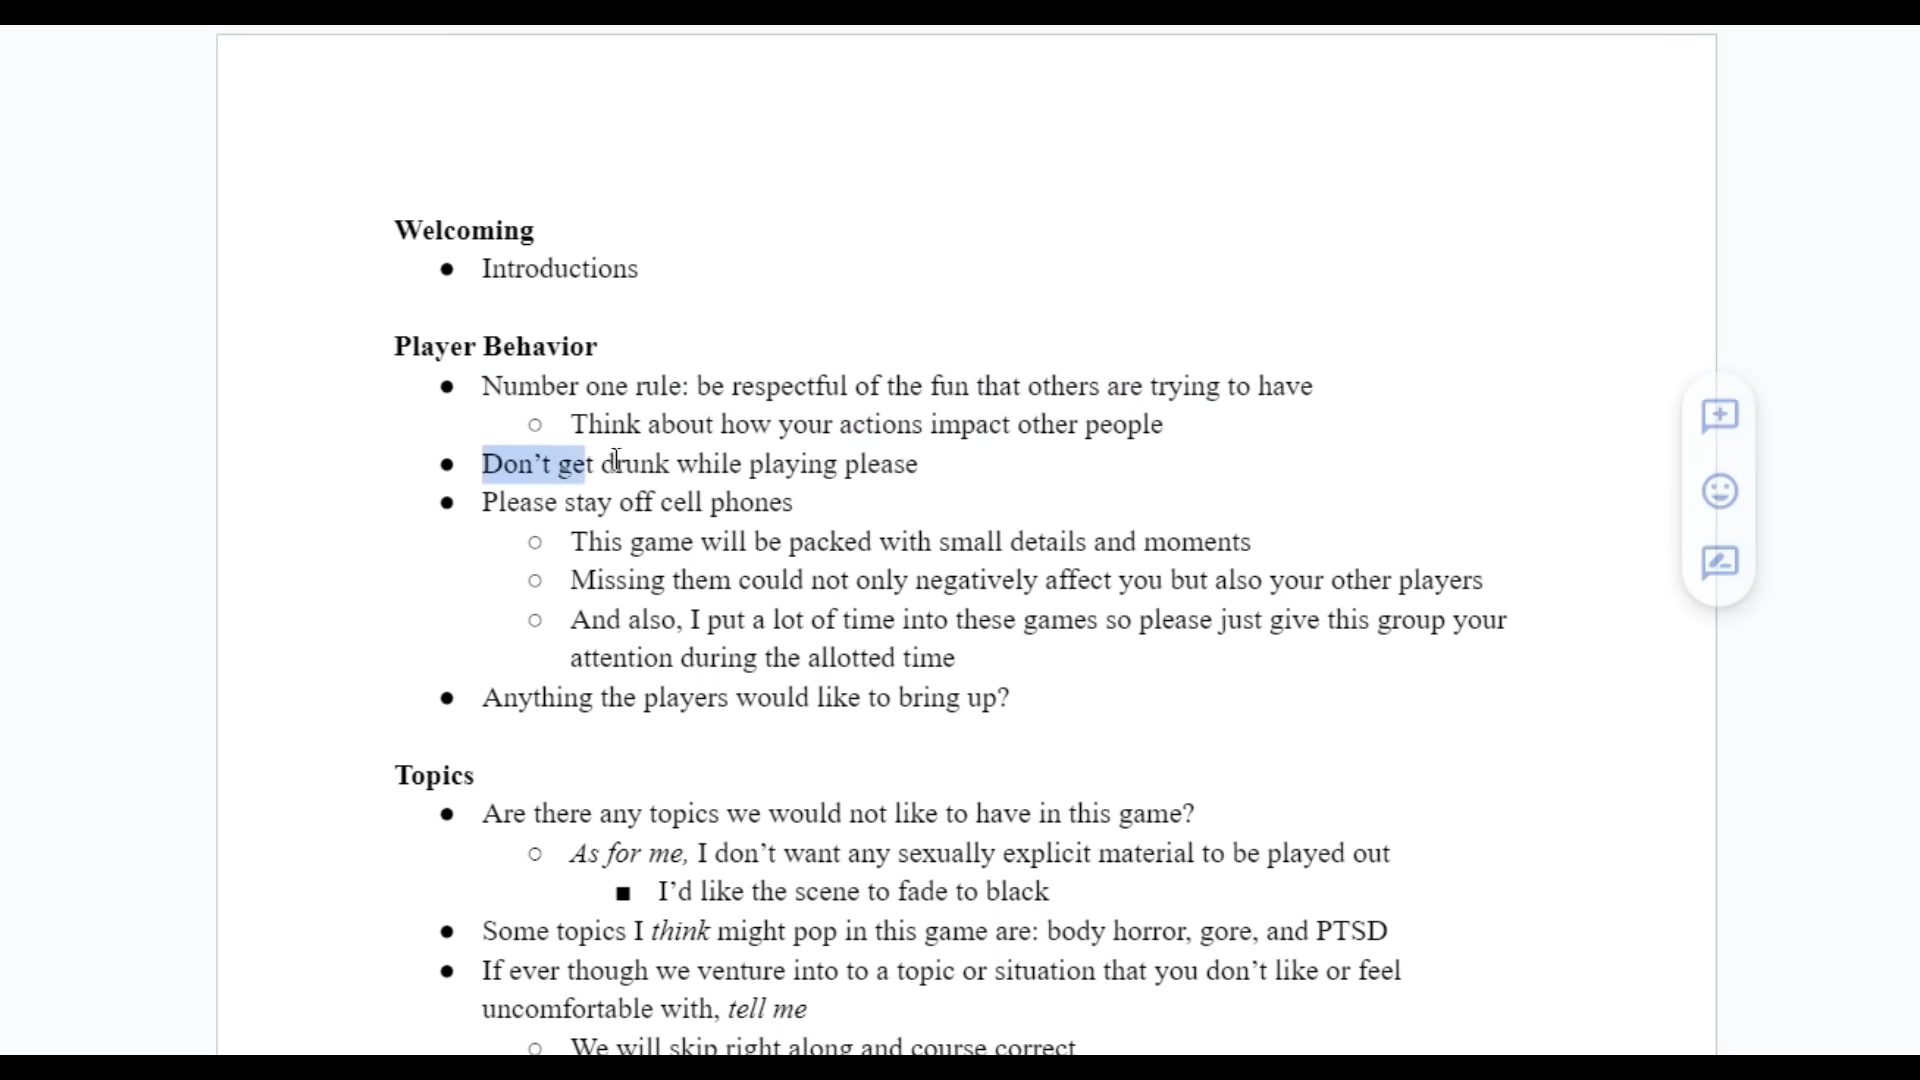 Welcoming
● Introductions
Player Behavior
● Number one rule: be respectful of the fun that others are trying to have
○ Think about how your actions impact other people
● Don’t get drunk while playing please
● Please stay off cell phones
○ This game will be packed with small details and moments
○ Missing them could not only negatively affect you but also your other players
○ And also, I put a lot of time into these games so please just give this group your
attention during the allotted time
● Anything the players would like to bring up?
Topics
● Are there any topics we would not like to have in this game?
○ As for me, I don’t want any sexually explicit material to be played out
■ I’d like the scene to fade to black
● Some topics I think might pop in this game are: body horror, gore, and PTSD
● If ever though we venture into to a topic or situation that you don’t like or feel
uncomfortable with, tell me
○ We will skip right along and course correct